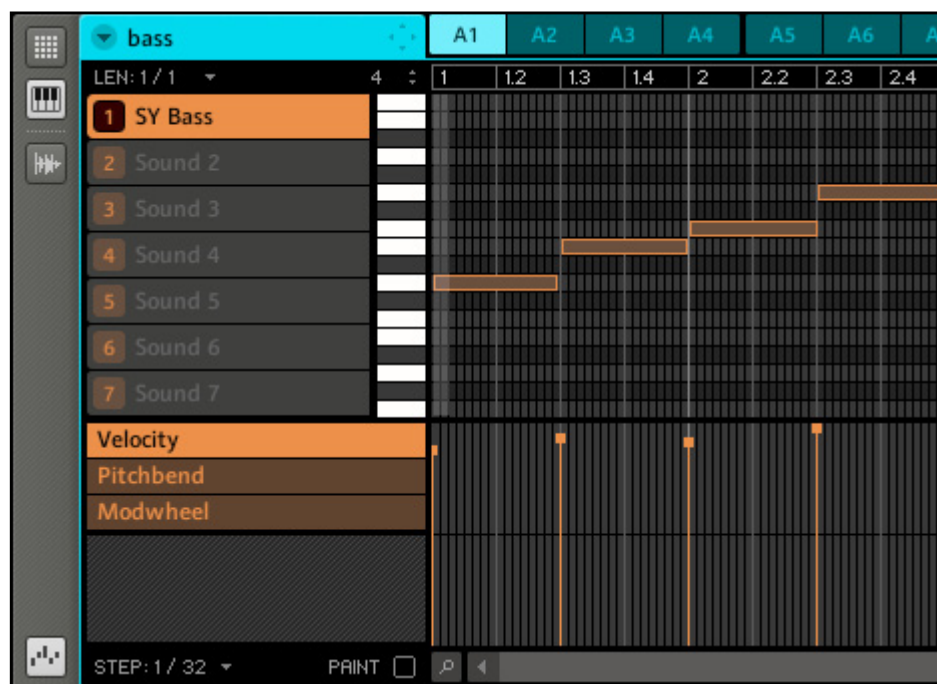 bass A1 A2 A3 A4 A5 A6
LEN: 1 / 1 4 1 1.2 1.3 1.4 2 2.2 2.3 2.4
1 SY Bass
2 Sound 2
3 Sound 3
4 Sound 4
5 Sound 5
6 Sound 6
7 Sound 7
Velocity
Pitchbend
Modwheel
STEP: 1 / 32 PAINT